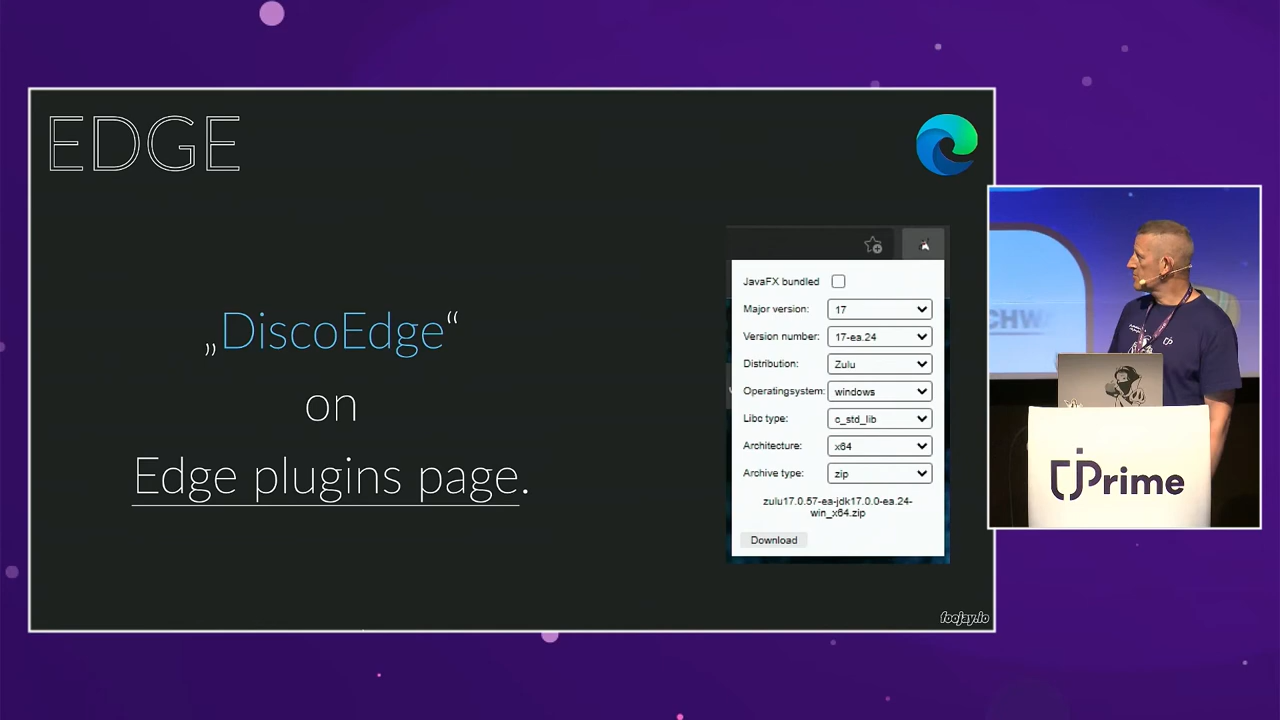 EDGE
„DiscoEdge“
on
Edge plugins page.
JavaFX bundled
Major version: 17
Version number: 17-ea.24
Distribution: Zulu
Operatingsystem: windows
Libc type: c_std_lib
Architecture: x64
Archive type: zip
zulu17.0.57-ea-jdk17.0.0-ea.24-
win_x64.zip
Download
foojay.io
JPrime